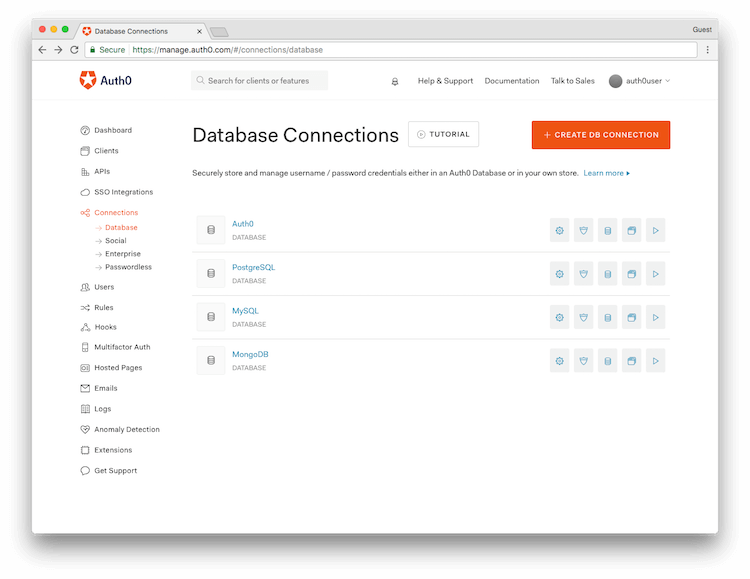 Database Connections
Guest
Secure https://manage.auth0.com/#/connections/database
Auth0
Search for clients or features
Help & Support
Documentation
Talk to Sales
auth0user
Dashboard
Clients
APIs
SSO Integrations
Connections
Database
Social
Enterprise
Passwordless
Users
Rules
Hooks
Multifactor Auth
Hosted Pages
Emails
Logs
Anomaly Detection
Extensions
Get Support
Database Connections
TUTORIAL
+ CREATE DB CONNECTION
Securely store and manage username / password credentials either in an Auth0 Database or in your own store. Learn more
Auth0
DATABASE
PostgreSQL
DATABASE
MySQL
DATABASE
MongoDB
DATABASE